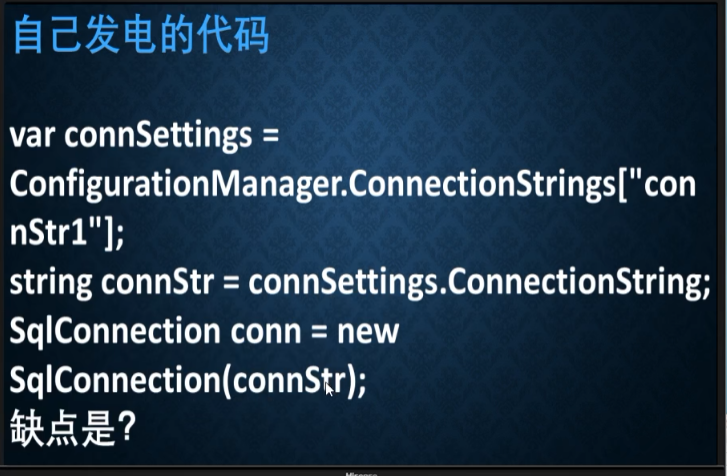 自己发电的代码
var connSettings =
ConfigurationManager.ConnectionStrings["con
nStr1"];
string connStr = connSettings.ConnectionString;
SqlConnection conn = new
SqlConnection(connStr);
缺点是?